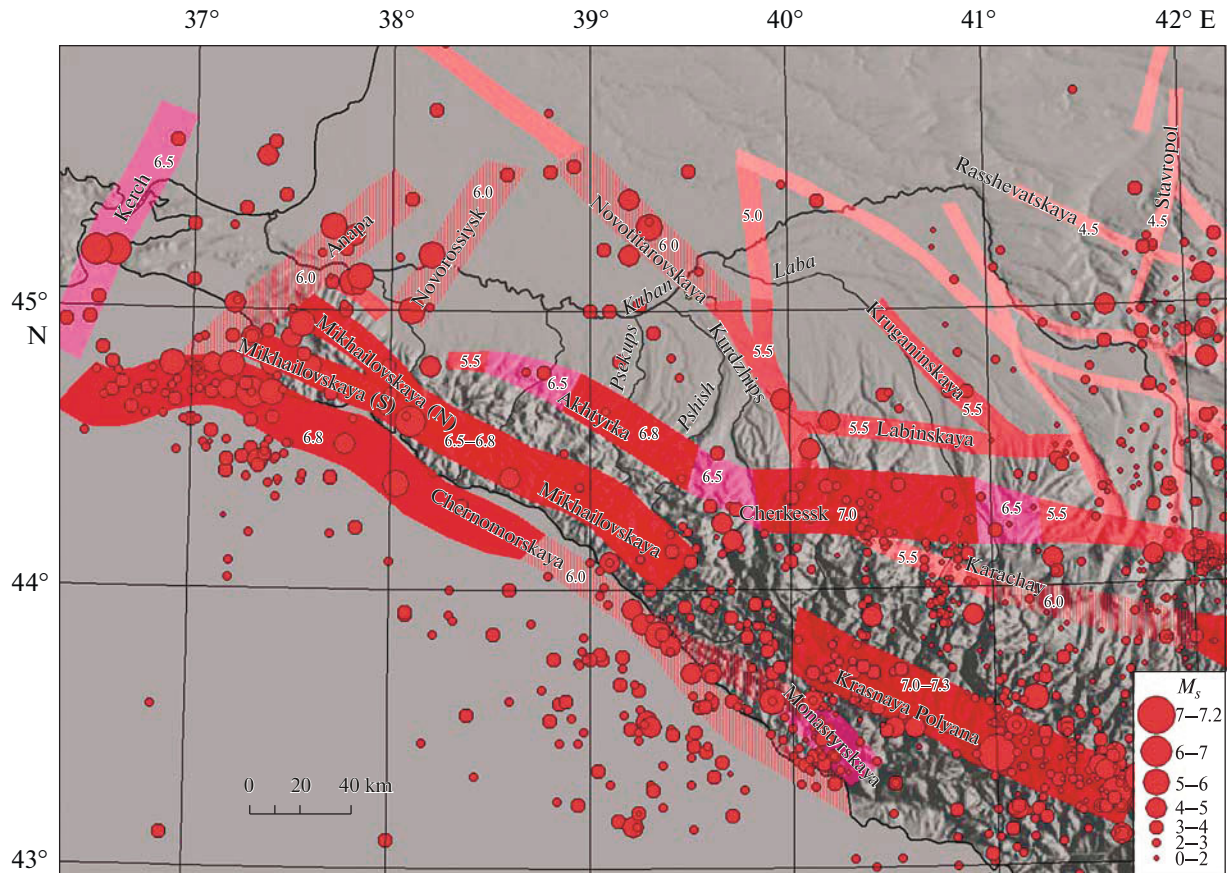 37° 38° 39° 40° 41° 42° E
45°
N
44°
43°
Kerch
6.5
Anapa
6.0
Novorossiysk
6.0
Novotitarovskaya
6.0
5.0
Laba
Rasshevatskaya
4.5
Stavropol
4.5
Kuban
Psekups
Pshish
Kurdzhips
5.5
Kruganinskaya
5.5
Mikhailovskaya (N)
Mikhailovskaya (S)
6.8
6.5–6.8
5.5
6.5
Akhtyrka
6.8
6.5
5.5 Labinskaya
Cherkessk 7.0
6.5
5.5
Mikhailovskaya
Chernomorskaya
6.0
5.5
Karachay
6.0
7.0–7.3
Krasnaya Polyana
Monastyrskaya
0 20 40 km
Ms
7–7.2
6–7
5–6
4–5
3–4
2–3
0–2